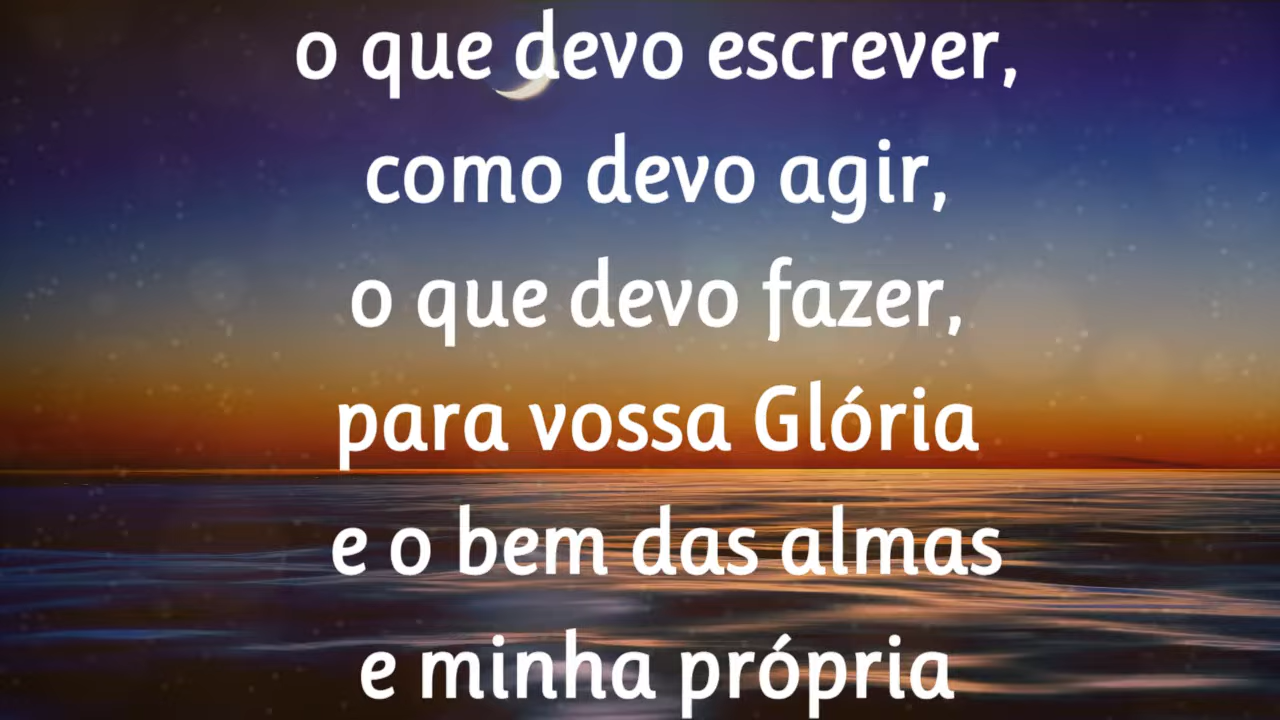 o que devo escrever,
como devo agir,
o que devo fazer,
para vossa Glória
e o bem das almas
e minha própria